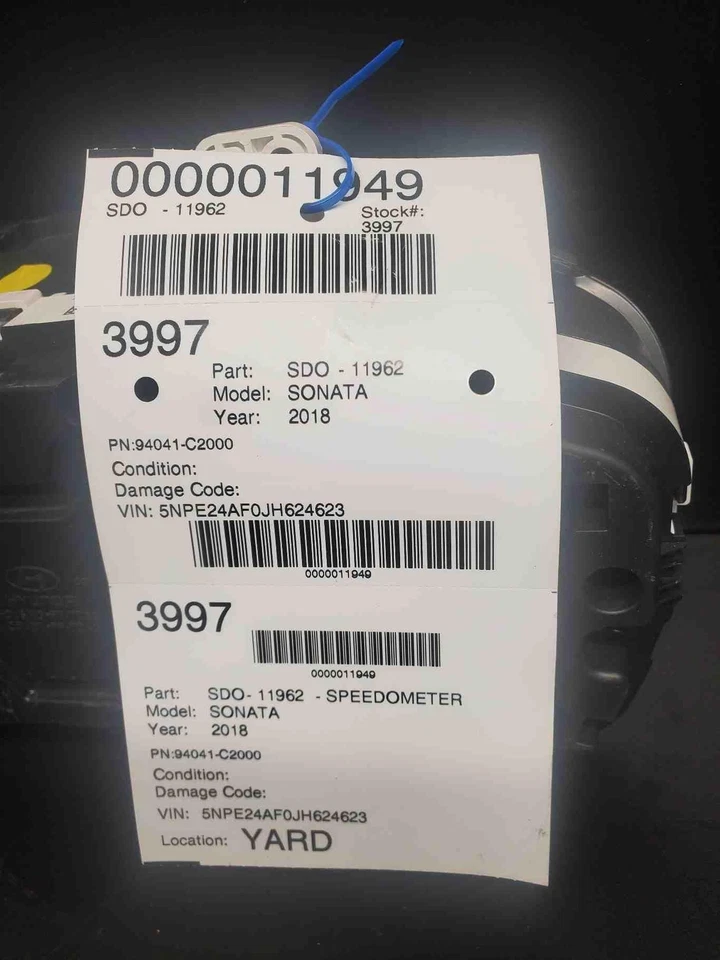 0000011949
SDO - 11962
Stock#:
3997
3997
Part: SDO - 11962
Model: SONATA
Year: 2018
PN:94041-C2000
Condition:
Damage Code:
VIN: 5NPE24AF0JH624623
0000011949
3997
0000011949
Part: SDO- 11962 - SPEEDOMETER
Model: SONATA
Year: 2018
PN:94041-C2000
Condition:
Damage Code:
VIN: 5NPE24AF0JH624623
Location: YARD